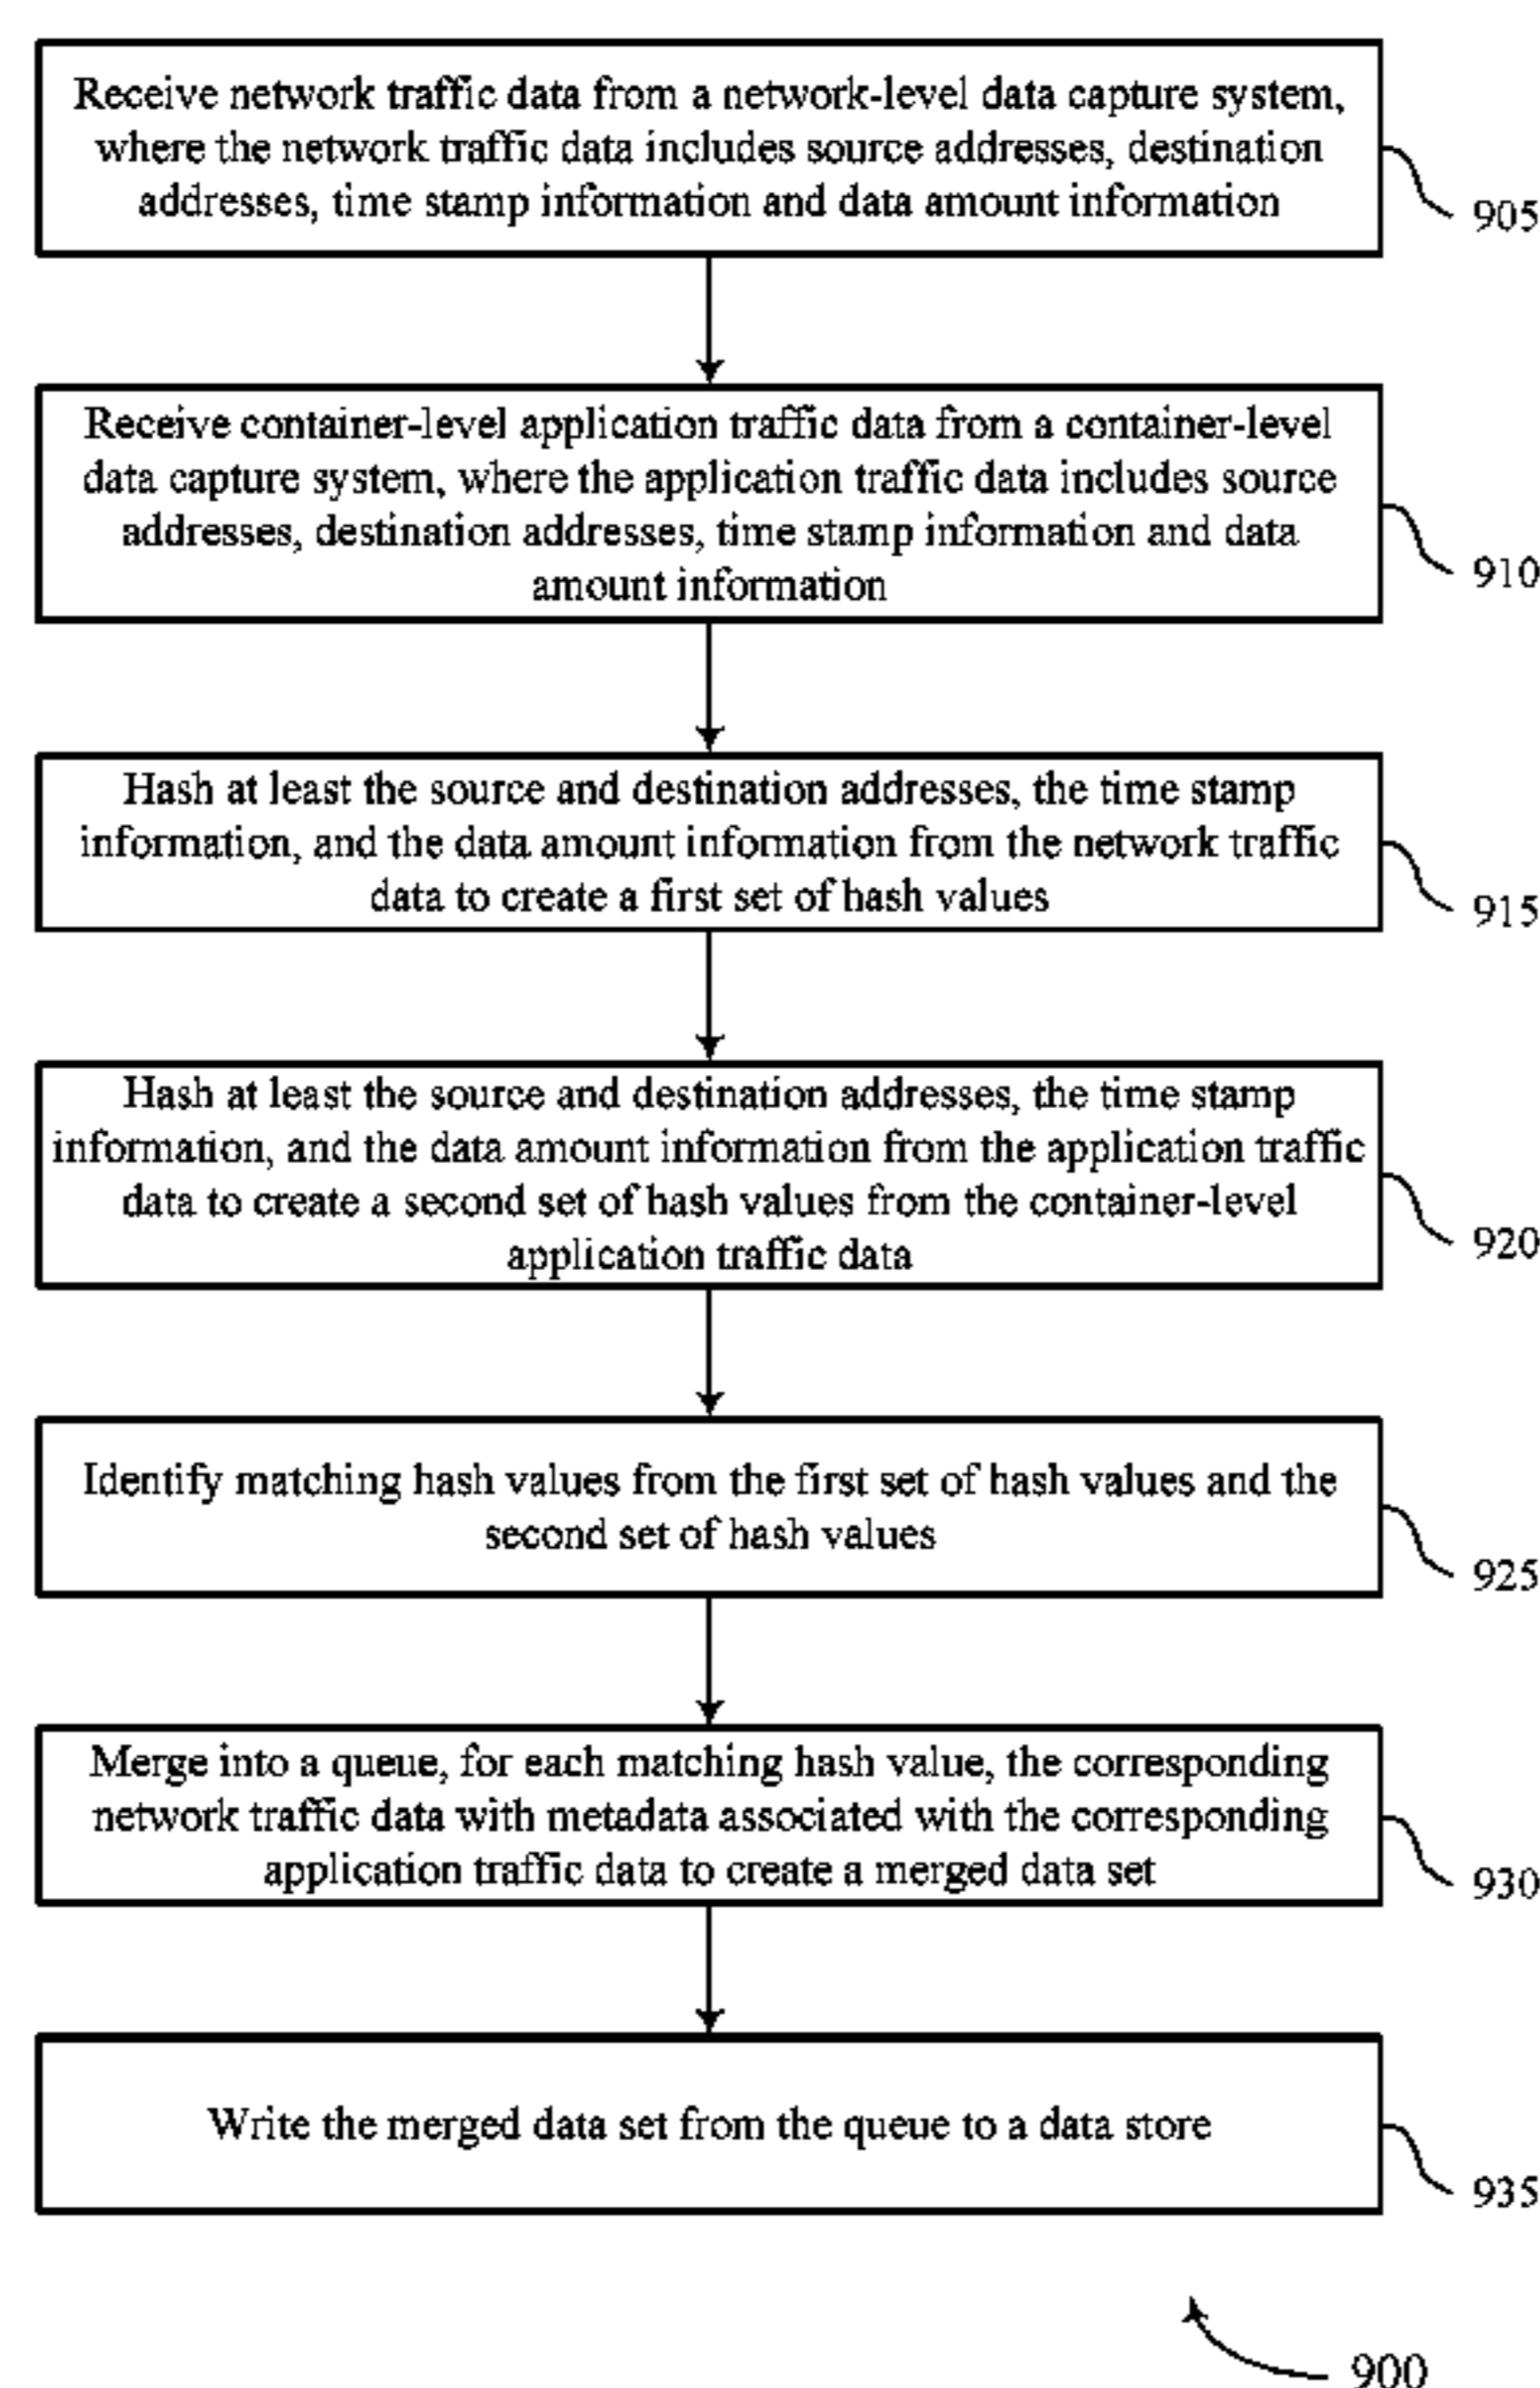 Receive network traffic data from a network-level data capture system,
where the network traffic data includes source addresses, destination
addresses, time stamp information and data amount information
905
Receive container-level application traffic data from a container-level
data capture system, where the application traffic data includes source
addresses, destination addresses, time stamp information and data
amount information
910
Hash at least the source and destination addresses, the time stamp
information, and the data amount information from the network traffic
data to create a first set of hash values
915
Hash at least the source and destination addresses, the time stamp
information, and the data amount information from the application traffic
data to create a second set of hash values from the container-level
application traffic data
920
Identify matching hash values from the first set of hash values and the
second set of hash values
925
Merge into a queue, for each matching hash value, the corresponding
network traffic data with metadata associated with the corresponding
application traffic data to create a merged data set
930
Write the merged data set from the queue to a data store
935
900